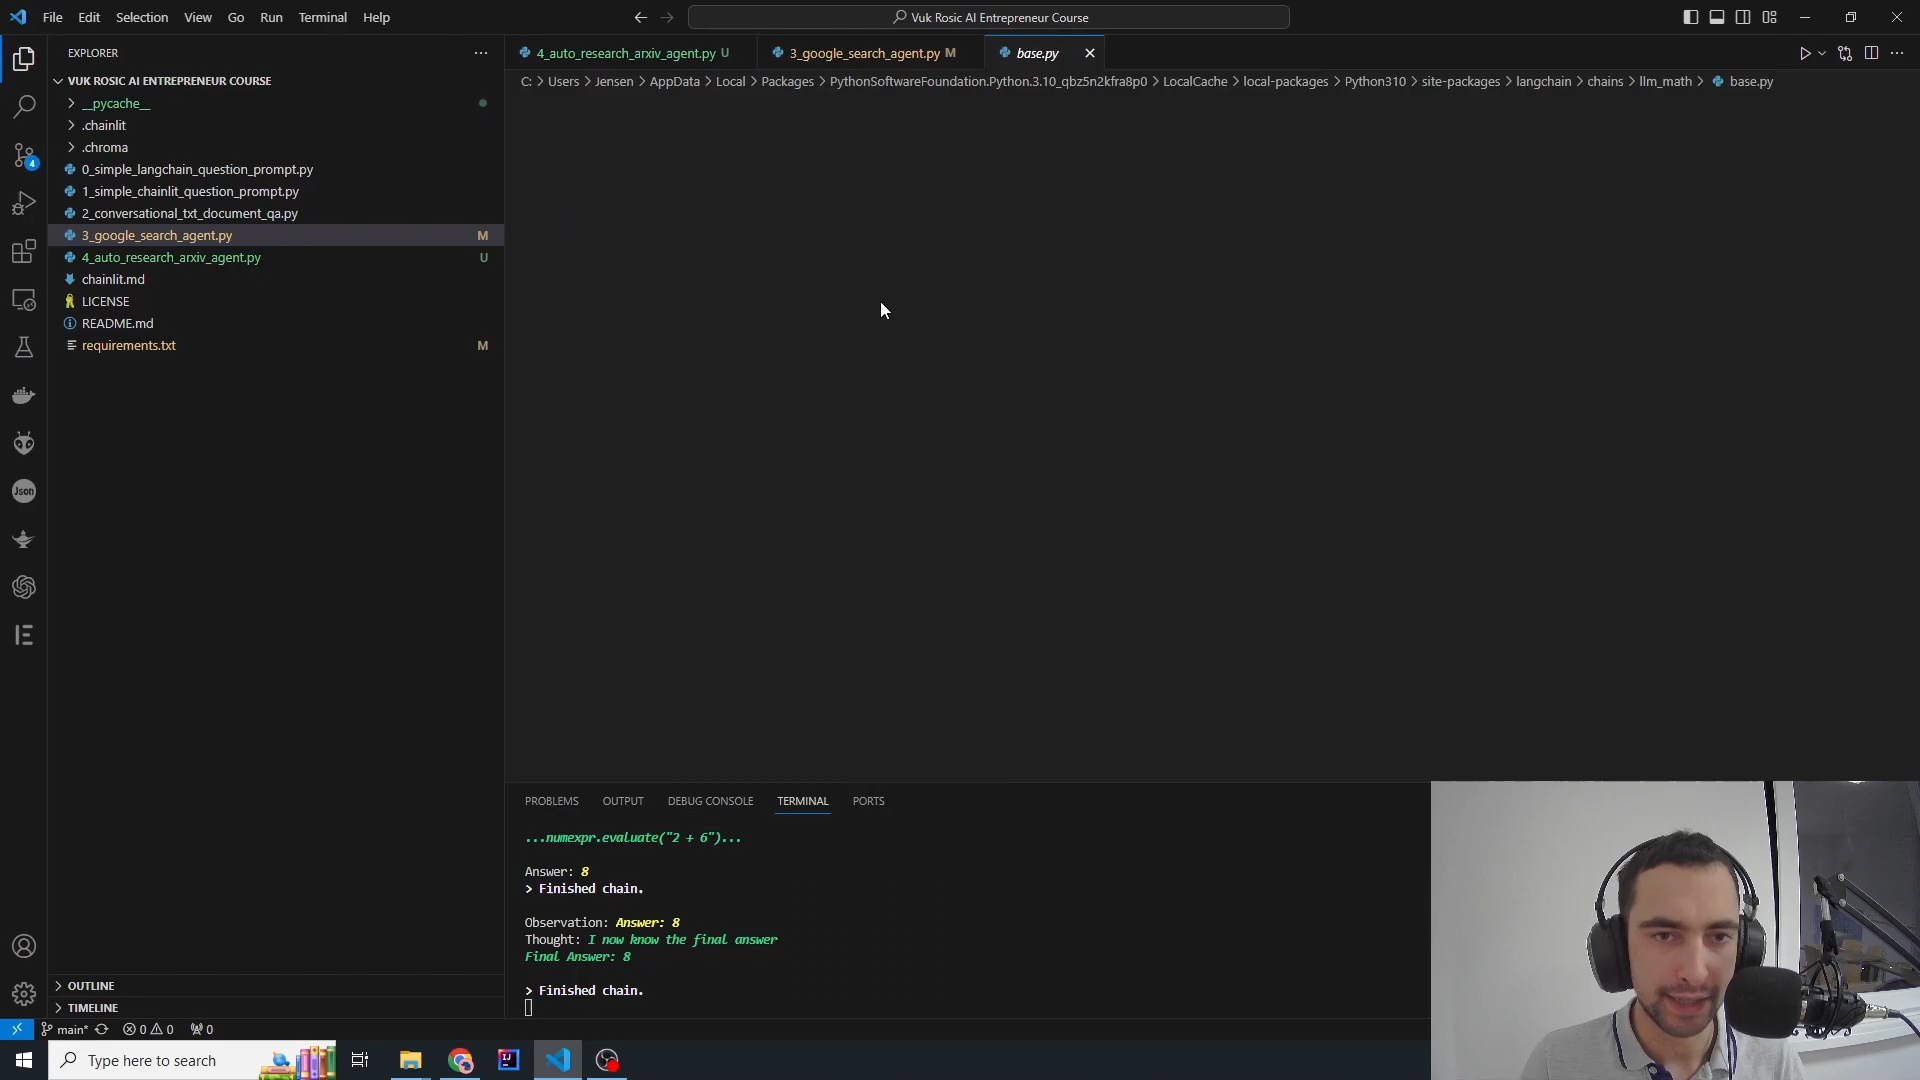 File Edit Selection View Go Run Terminal Help
Vuk Rosic AI Entrepreneur Course
EXPLORER
VUK ROSIC AI ENTREPRENEUR COURSE
__pycache__
.chainlit
.chroma
0_simple_langchain_question_prompt.py
1_simple_chainlit_question_prompt.py
2_conversational_txt_document_qa.py
3_google_search_agent.py M
4_auto_research_arxiv_agent.py U
chainlit.md
LICENSE
README.md
requirements.txt M
4
Json
OUTLINE
TIMELINE
4_auto_research_arxiv_agent.py U
3_google_search_agent.py M
base.py
C: > Users > Jensen > AppData > Local > Packages > PythonSoftwareFoundation.Python.3.10_qbz5n2kfra8p0 > LocalCache > local-packages > Python310 > site-packages > langchain > chains > llm_math > base.py
PROBLEMS OUTPUT DEBUG CONSOLE TERMINAL PORTS
...numexpr.evaluate("2 + 6")...
Answer: 8
> Finished chain.
Observation: Answer: 8
Thought: I now know the final answer
Final Answer: 8
> Finished chain.
main* 0 0 0
Type here to search